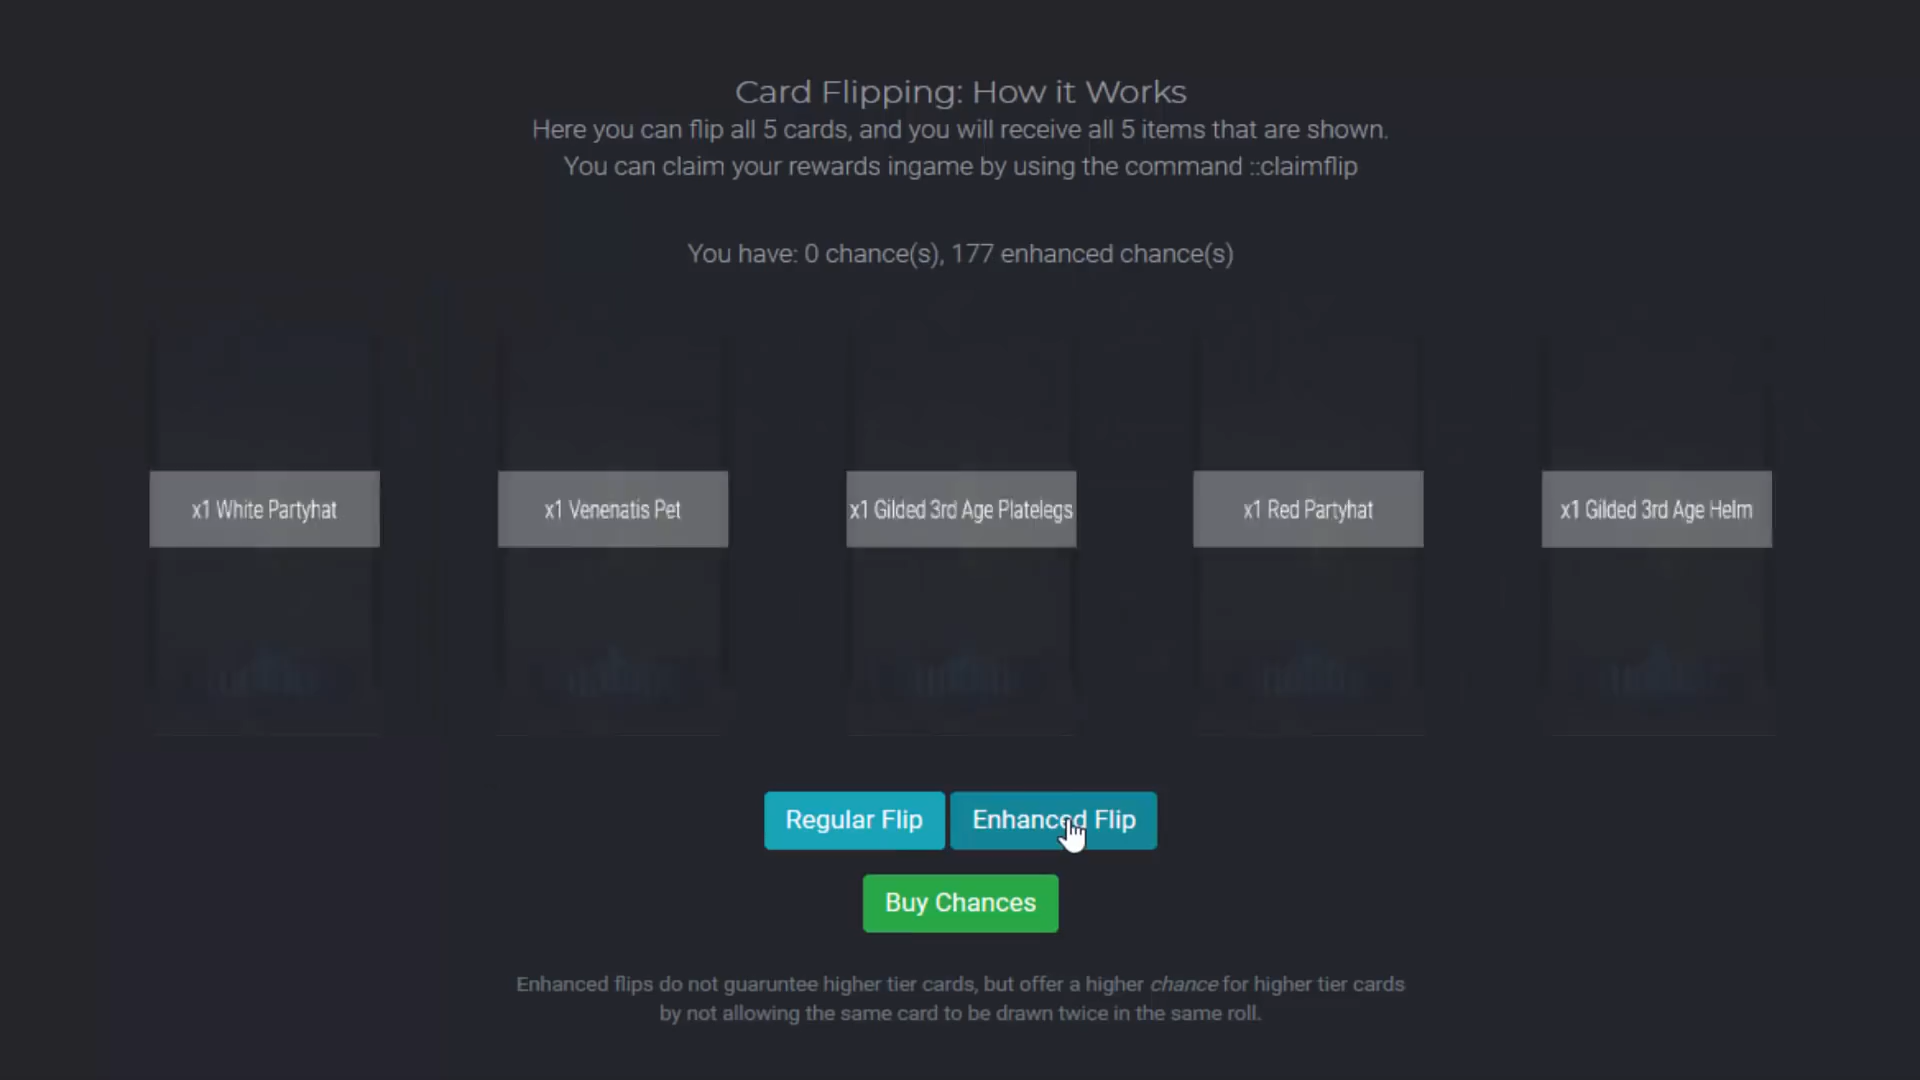 Card Flipping: How it Works
Here you can flip all 5 cards, and you will receive all 5 items that are shown.
You can claim your rewards ingame by using the command ::claimflip
You have: 0 chance(s), 177 enhanced chance(s)
x1 White Partyhat
x1 Venenatis Pet
x1 Gilded 3rd Age Platelegs
x1 Red Partyhat
x1 Gilded 3rd Age Helm
Regular Flip
Enhanced Flip
Buy Chances
Enhanced flips do not guaruntee higher tier cards, but offer a higher chance for higher tier cards
by not allowing the same card to be drawn twice in the same roll.